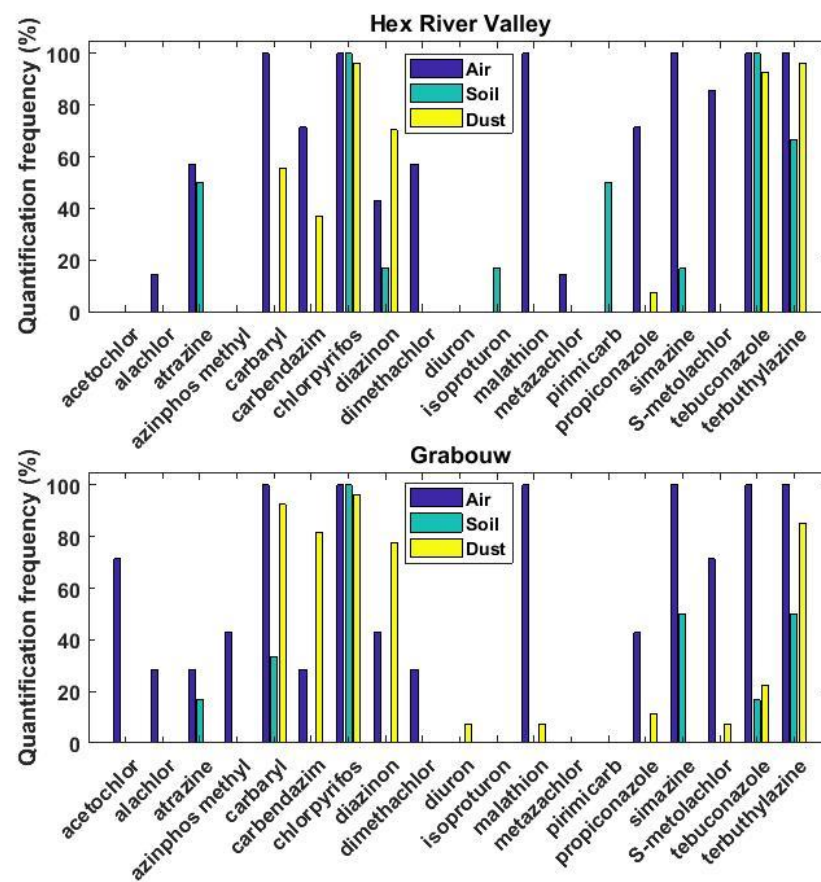 Hex River Valley
Quantification frequency (%)
100
80
60
40
20
0
Air
Soil
Dust
acetochlor
alachlor
atrazine
azinphos methyl
carbaryl
carbendazim
chlorpyrifos
diazinon
dimethachlor
diuron
isoproturon
malathion
metazachlor
pirimicarb
propiconazole
simazine
S-metolachlor
tebuconazole
terbuthylazine
Grabouw
Quantification frequency (%)
100
80
60
40
20
0
Air
Soil
Dust
acetochlor
alachlor
atrazine
azinphos methyl
carbaryl
carbendazim
chlorpyrifos
diazinon
dimethachlor
diuron
isoproturon
malathion
metazachlor
pirimicarb
propiconazole
simazine
S-metolachlor
tebuconazole
terbuthylazine